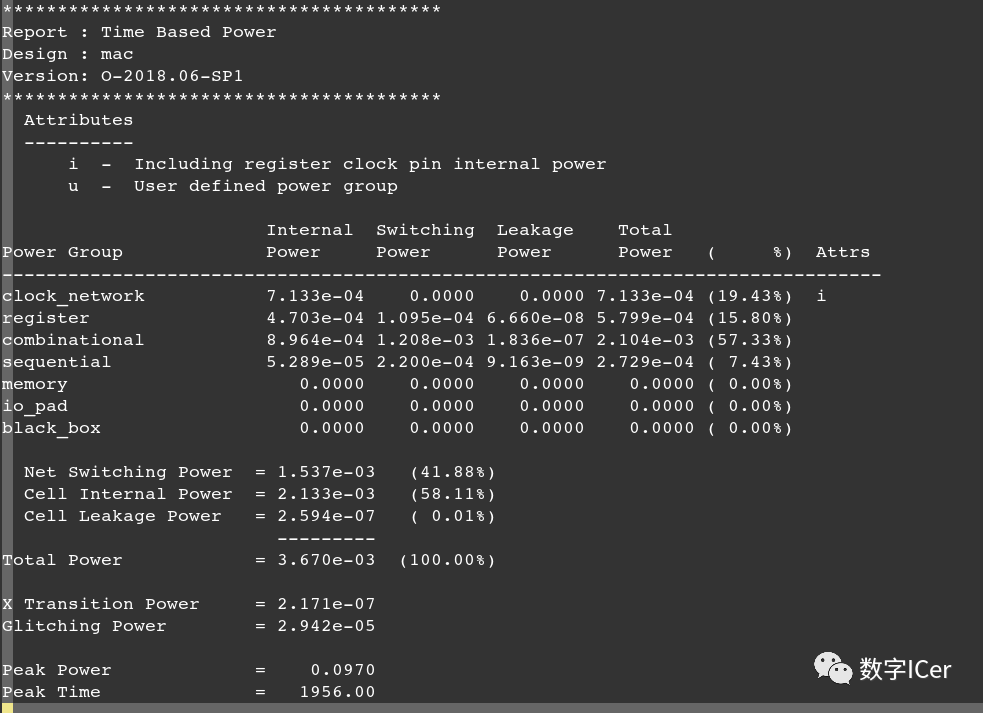 ****************************************
Report : Time Based Power
Design : mac
Version: O-2018.06-SP1
****************************************
  Attributes
  ----------
      i  -  Including register clock pin internal power
      u  -  User defined power group
                        Internal  Switching  Leakage    Total
Power Group             Power     Power      Power      Power   (     %)  Attrs
--------------------------------------------------------------------------------
clock_network           7.133e-04    0.0000    0.0000 7.133e-04 (19.43%)  i
register                4.703e-04 1.095e-04 6.660e-08 5.799e-04 (15.80%)
combinational           8.964e-04 1.208e-03 1.836e-07 2.104e-03 (57.33%)
sequential              5.289e-05 2.200e-04 9.163e-09 2.729e-04 ( 7.43%)
memory                     0.0000    0.0000    0.0000    0.0000 ( 0.00%)
io_pad                     0.0000    0.0000    0.0000    0.0000 ( 0.00%)
black_box                  0.0000    0.0000    0.0000    0.0000 ( 0.00%)
  Net Switching Power  = 1.537e-03   (41.88%)
  Cell Internal Power  = 2.133e-03   (58.11%)
  Cell Leakage Power   = 2.594e-07   ( 0.01%)
                         ---------
Total Power            = 3.670e-03  (100.00%)
X Transition Power     = 2.171e-07
Glitching Power        = 2.942e-05
Peak Power             =    0.0970
Peak Time              =   1956.00
数字ICer